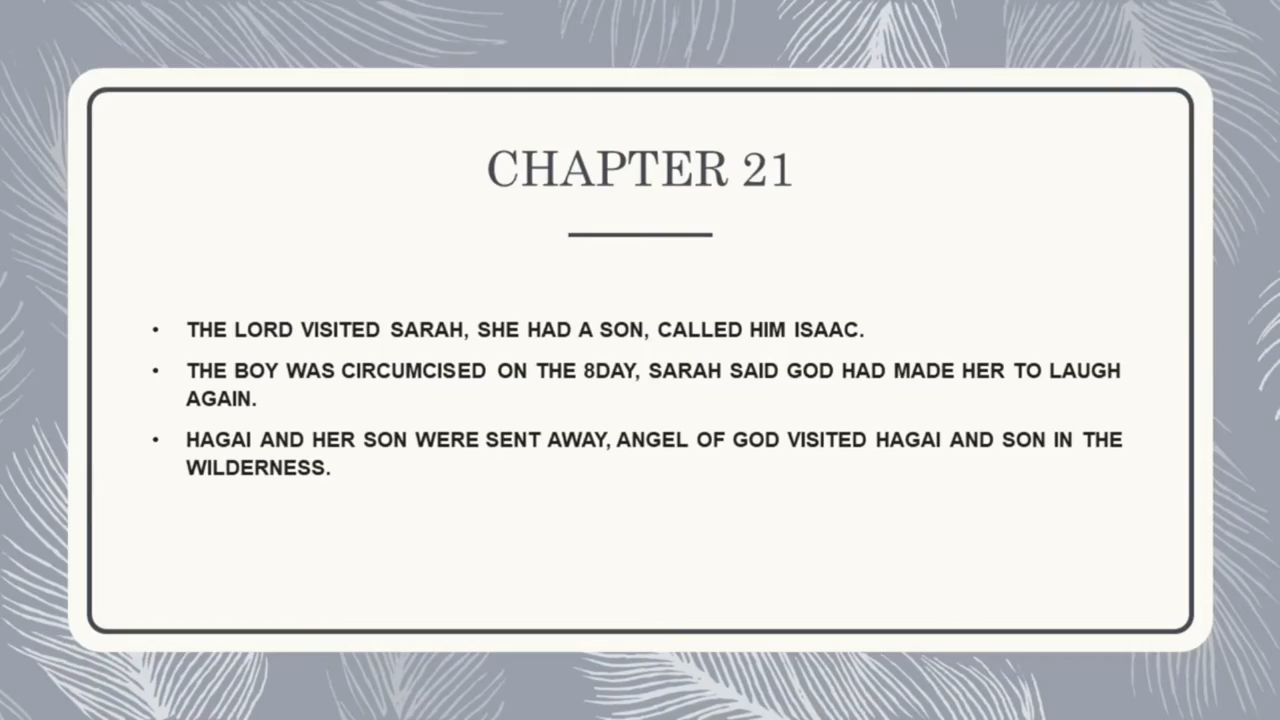 CHAPTER 21
• THE LORD VISITED SARAH, SHE HAD A SON, CALLED HIM ISAAC.
• THE BOY WAS CIRCUMCISED ON THE 8DAY, SARAH SAID GOD HAD MADE HER TO LAUGH
AGAIN.
• HAGAI AND HER SON WERE SENT AWAY, ANGEL OF GOD VISITED HAGAI AND SON IN THE
WILDERNESS.